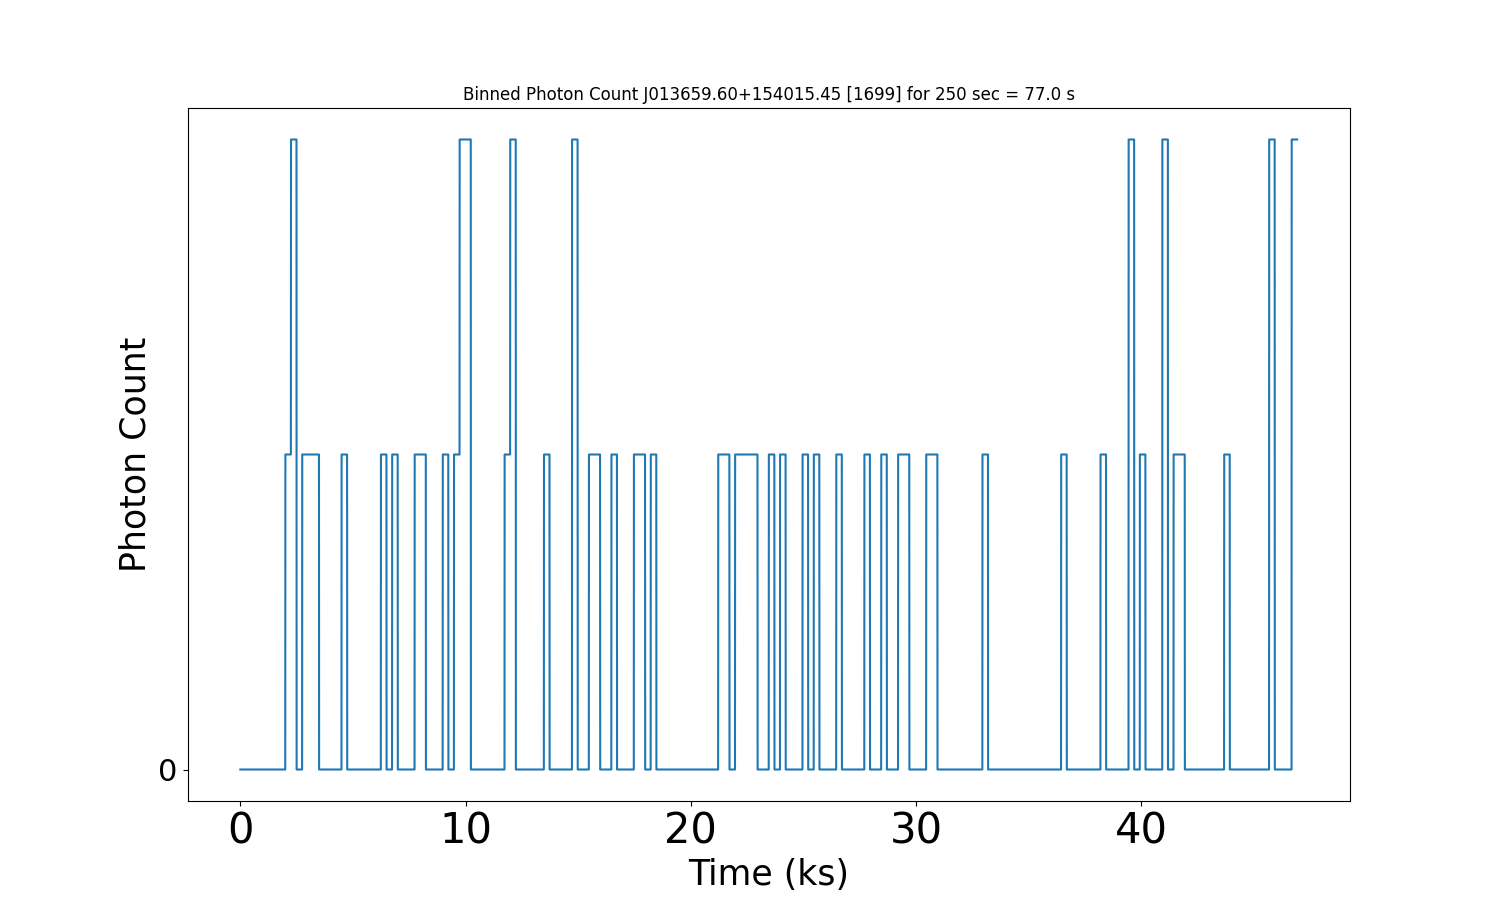 Binned Photon Count J013659.60+154015.45 [1699] for 250 sec = 77.0 s
Photon Count
0
0 10 20 30 40
Time (ks)